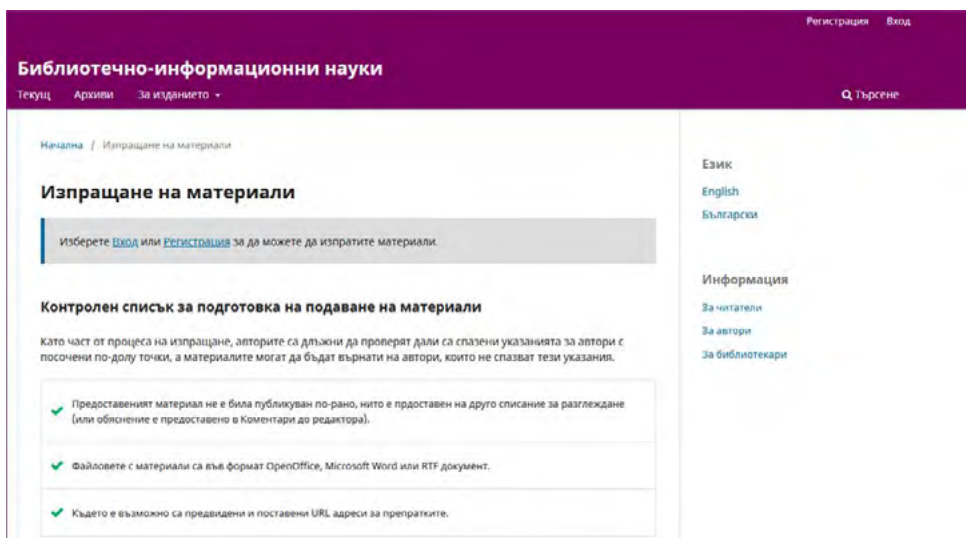 Регистрация Вход
Библиотечно-информационни науки
Текущ Архиви За изданието
Търсене
Начална / Изпращане на материали
Изпращане на материали
Изберете Вход или Регистрация за да можете да изпратите материали.
Контролен списък за подготовка на подаване на материали
Като част от процеса на изпращане, авторите са длъжни да проверят дали са спазени указанията за автори с
посочени по-долу точки, а материалите могат да бъдат върнати на автори, които не спазват тези указания.
Предоставеният материал не е била публикуван по-рано, нито е прдоставен на друго списание за разглеждане
(или обяснение е предоставено в Коментари до редактора).
Файловете с материали са във формат OpenOffice, Microsoft Word или RTF документ.
Където е възможно са предвидени и поставени URL адреси за препратките.
Език
English
Български
Информация
За читатели
За автори
За библиотекари